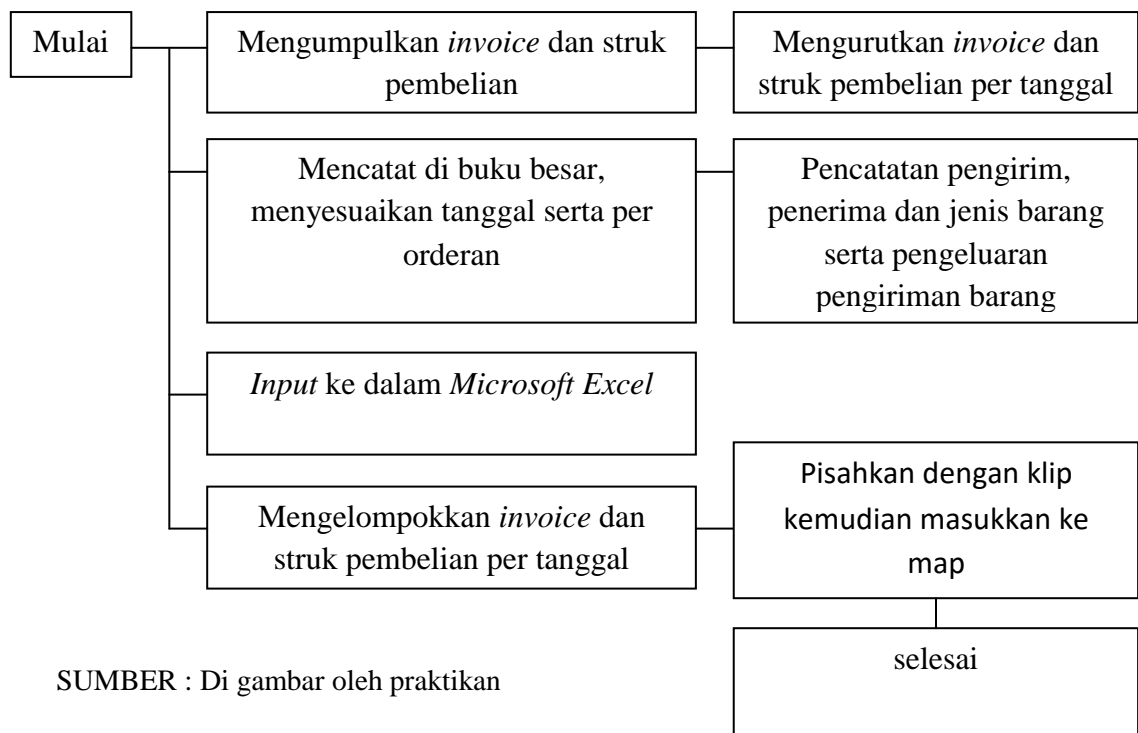 Mulai
Mengumpulkan invoice dan struk
pembelian
Mengurutkan invoice dan
struk pembelian per tanggal
Mencatat di buku besar,
menyesuaikan tanggal serta per
orderan
Pencatatan pengirim,
penerima dan jenis barang
serta pengeluaran
pengiriman barang
Input ke dalam Microsoft Excel
Mengelompokkan invoice dan
struk pembelian per tanggal
Pisahkan dengan klip
kemudian masukkan ke
map
selesai
SUMBER : Di gambar oleh praktikan